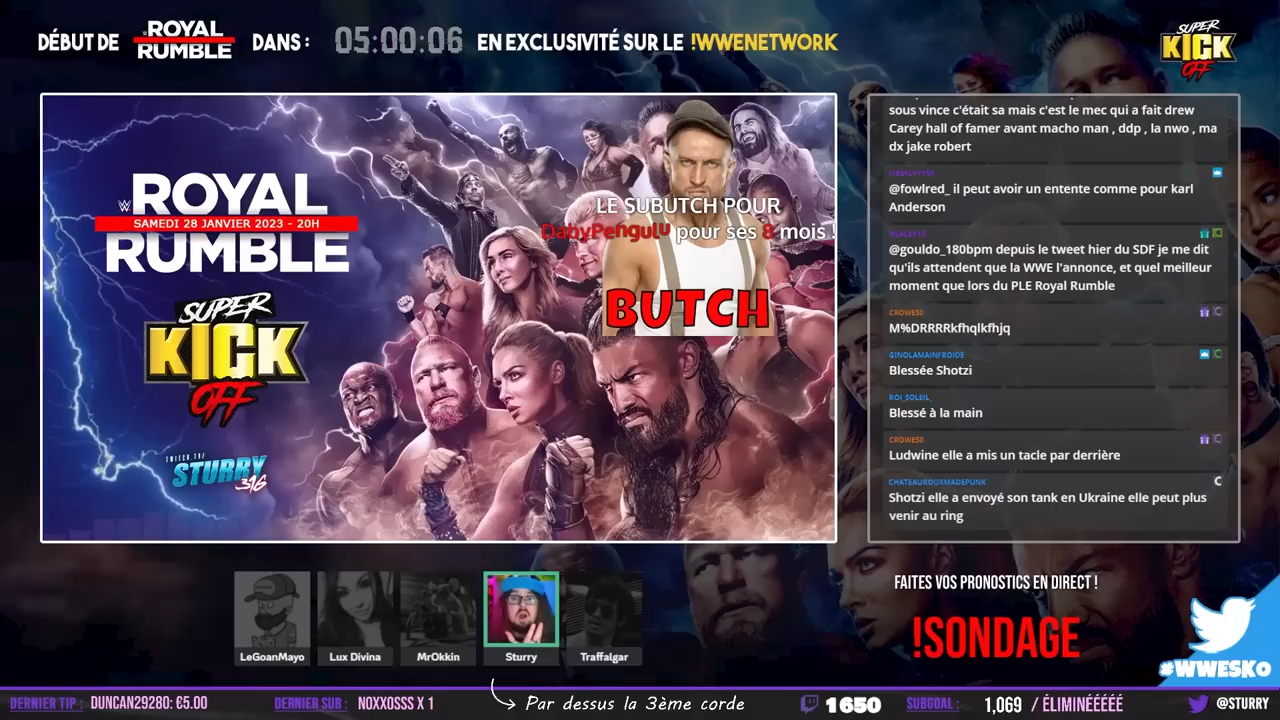 DÉBUT DE ROYAL RUMBLE DANS : 05:00:06 EN EXCLUSIVITÉ SUR LE !WWENETWORK
SUPER KICK OFF
ROYAL
SAMEDI 28 JANVIER 2023 - 20H
RUMBLE
SUPER
KICK
OFF
TWITCH.TV/
STURRY
316
LE SUBUTCH POUR
DabyPengulu pour ses 8 mois !
BUTCH
sous vince c'était sa mais c'est le mec qui a fait drew
Carey hall of famer avant macho man , ddp , la nwo , ma
dx jake robert
@fowlred_ il peut avoir un entente comme pour karl
Anderson
@gouldo_180bpm depuis le tweet hier du SDF je me dit
qu'ils attendent que la WWE l'annonce, et quel meilleur
moment que lors du PLE Royal Rumble
CROWES0
M%DRRRRkfhqlkfhjq
GINOLAMAINFROIDE
Blessée Shotzi
ROI_SOLEIL_
Blessé à la main
CROWES0
Ludwine elle a mis un tacle par derrière
CHATEAUROUXMADEPUNK
Shotzi elle a envoyé son tank en Ukraine elle peut plus
venir au ring
LeGoanMayo Lux Divina MrOkkin Sturry Traffalgar
FAITES VOS PRONOSTICS EN DIRECT !
!SONDAGE
#WWESKO
Par dessus la 3ème corde
DERNIER TIP : DUNCAN29280: €5.00 DERNIER SUB : NOXXOSSS X 1 1650 SUBGOAL : 1,069 / ÉLIMINÉÉÉÉÉ @STURRY